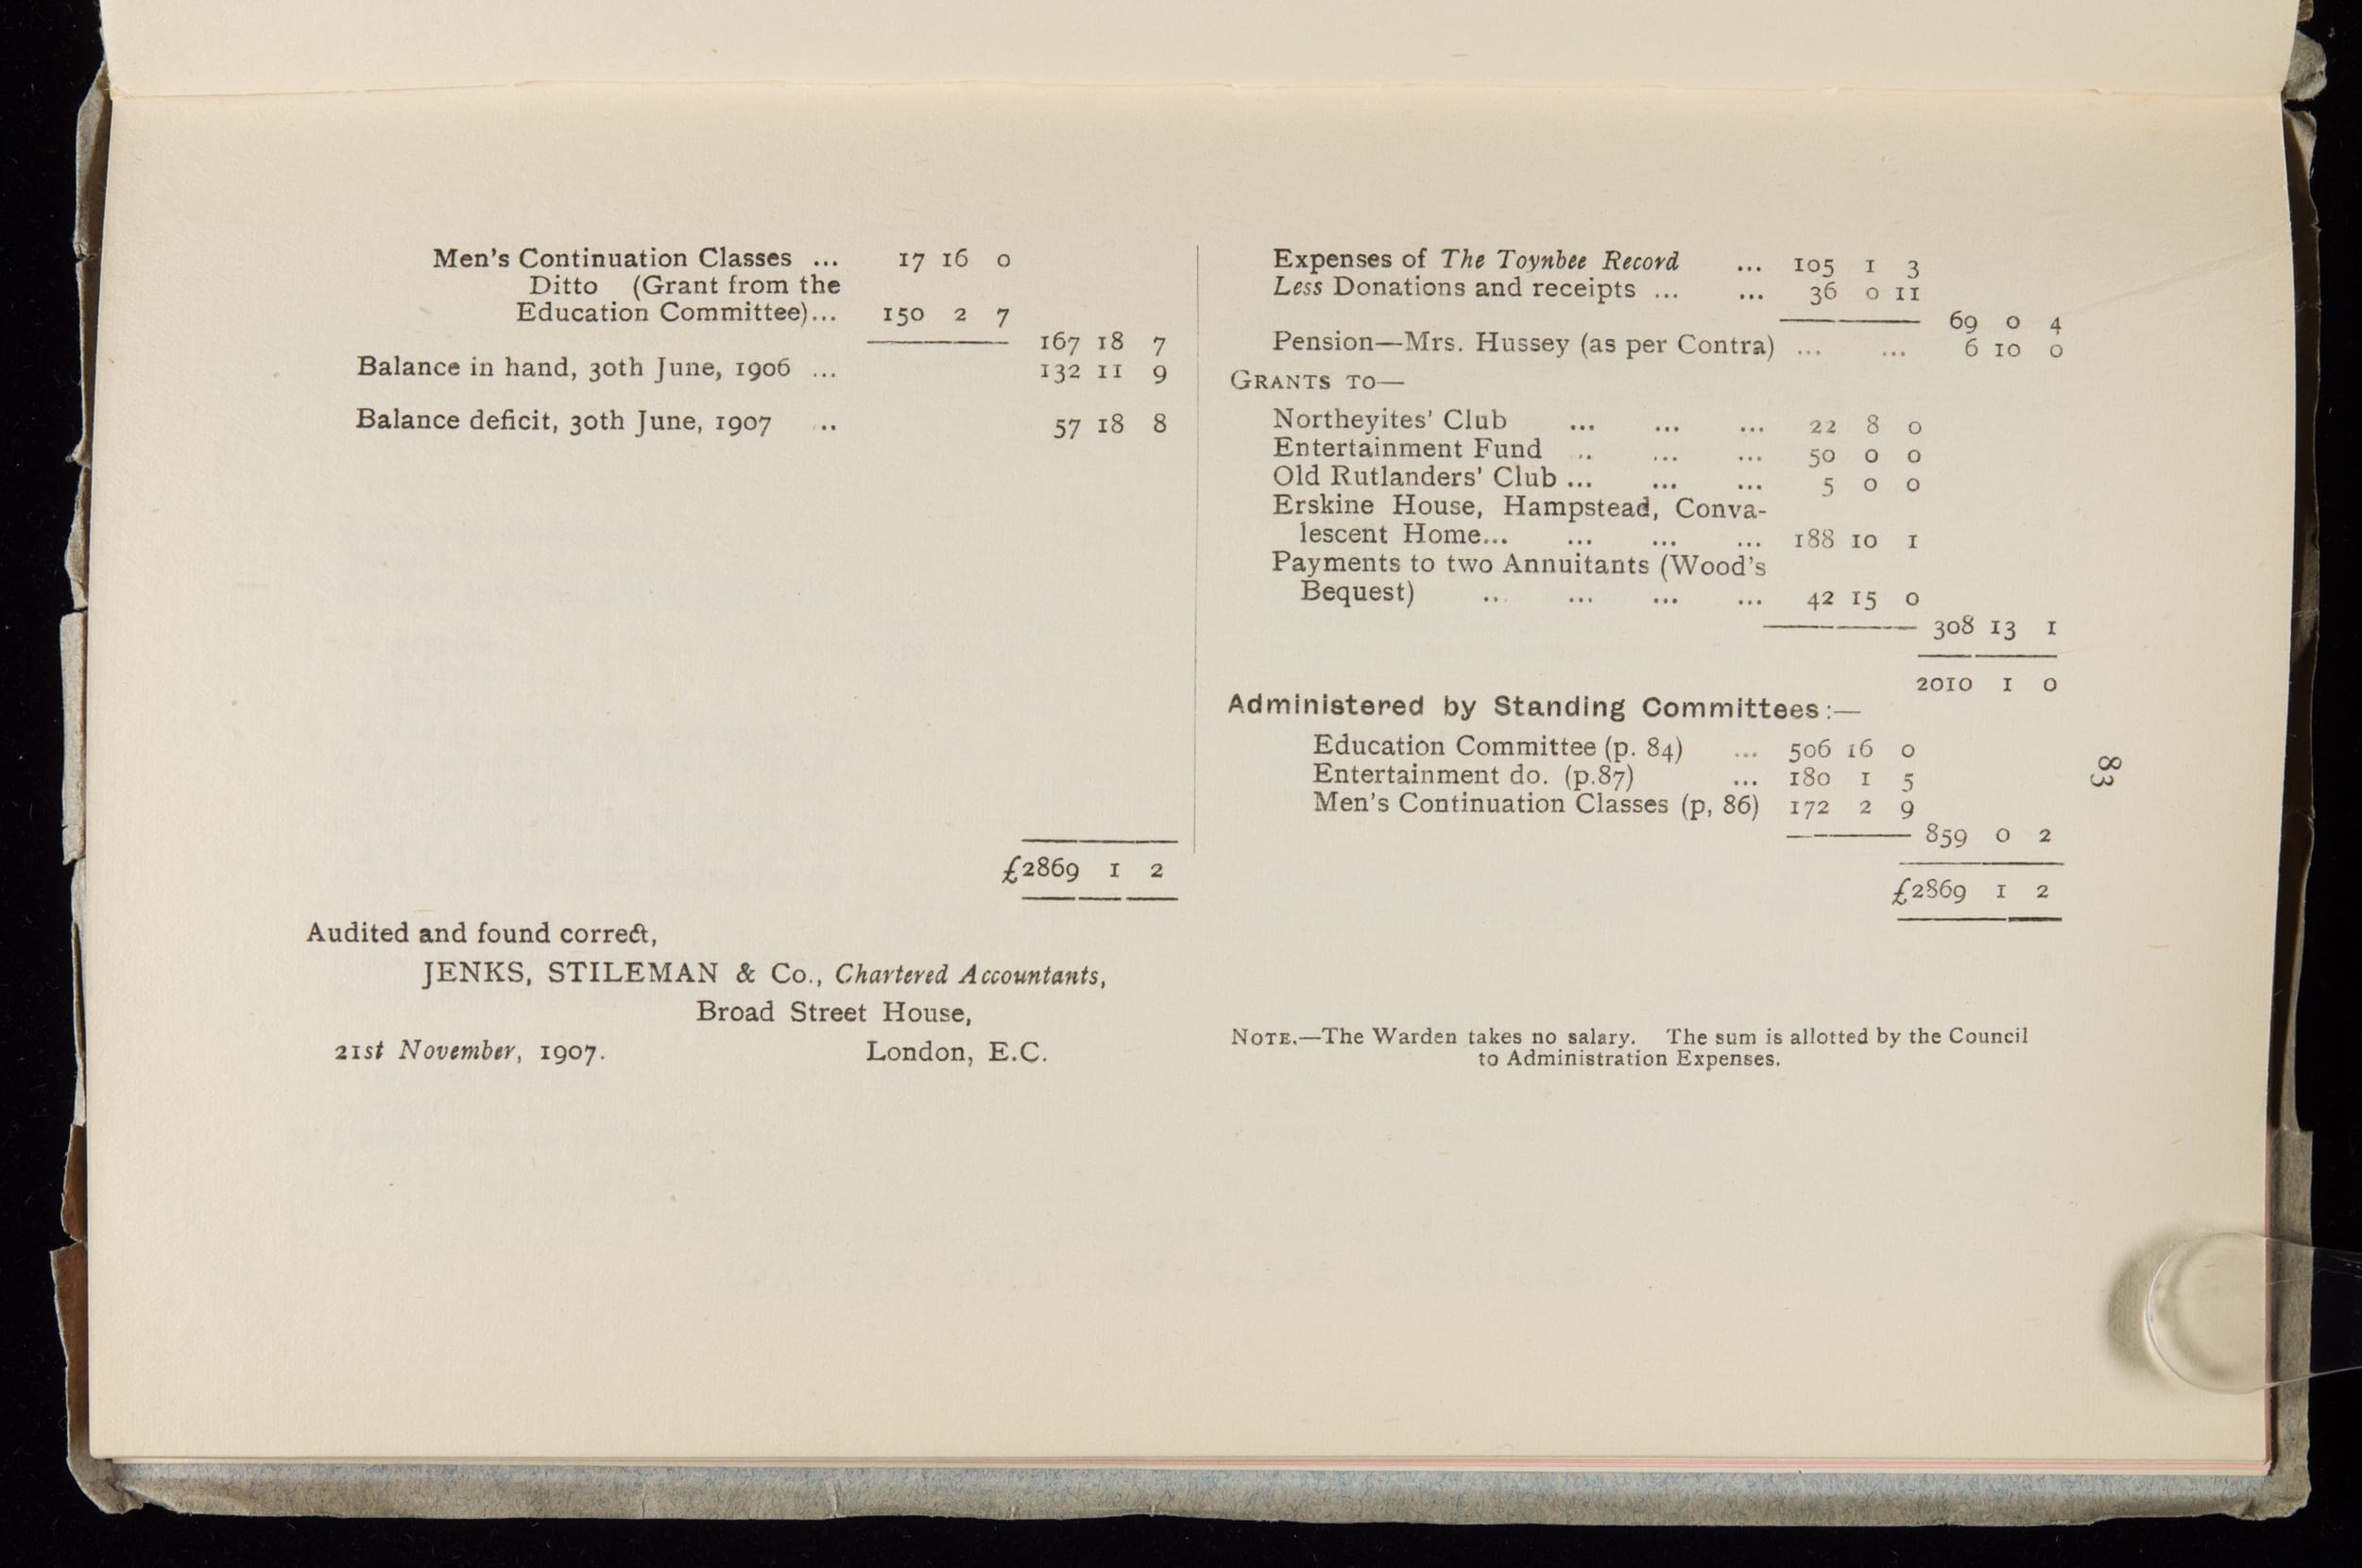 Men's Continuation Classes ... 17 16 0
Ditto (Grant from the
Education Committee)... 150 2 7
167 18 7
Balance in hand, 30th June, 1906 ... 132 11 9
Balance deficit, 30th June, 1907 .. 57 18 8
£2869 1 2
Audited and found correct,
JENKS, STILEMAN & Co., Chartered Accountants,
Broad Street House,
21st November, 1907. London, E.C.
Expenses of The Toynbee Record ... 105 1 3
Less Donations and receipts ... ... 36 0 11
69 0 4
Pension—Mrs. Hussey (as per Contra) ... ... 6 10 0
GRANTS TO—
Northeyites' Club ... ... ... 22 8 0
Entertainment Fund .. ... ... 50 0 0
Old Rutlanders' Club ... ... ... 5 0 0
Erskine House, Hampstead, Conva-
lescent Home... ... ... ... 188 10 1
Payments to two Annuitants (Wood's
Bequest) .. ... ... ... 42 15 0
308 13 1
2010 1 0
Administered by Standing Committees:—
Education Committee (p. 84) ... 506 16 0
Entertainment do. (p.87) ... 180 1 5
Men's Continuation Classes (p, 86) 172 2 9
859 0 2
£2869 1 2
NOTE.—The Warden takes no salary. The sum is allotted by the Council
to Administration Expenses.
83